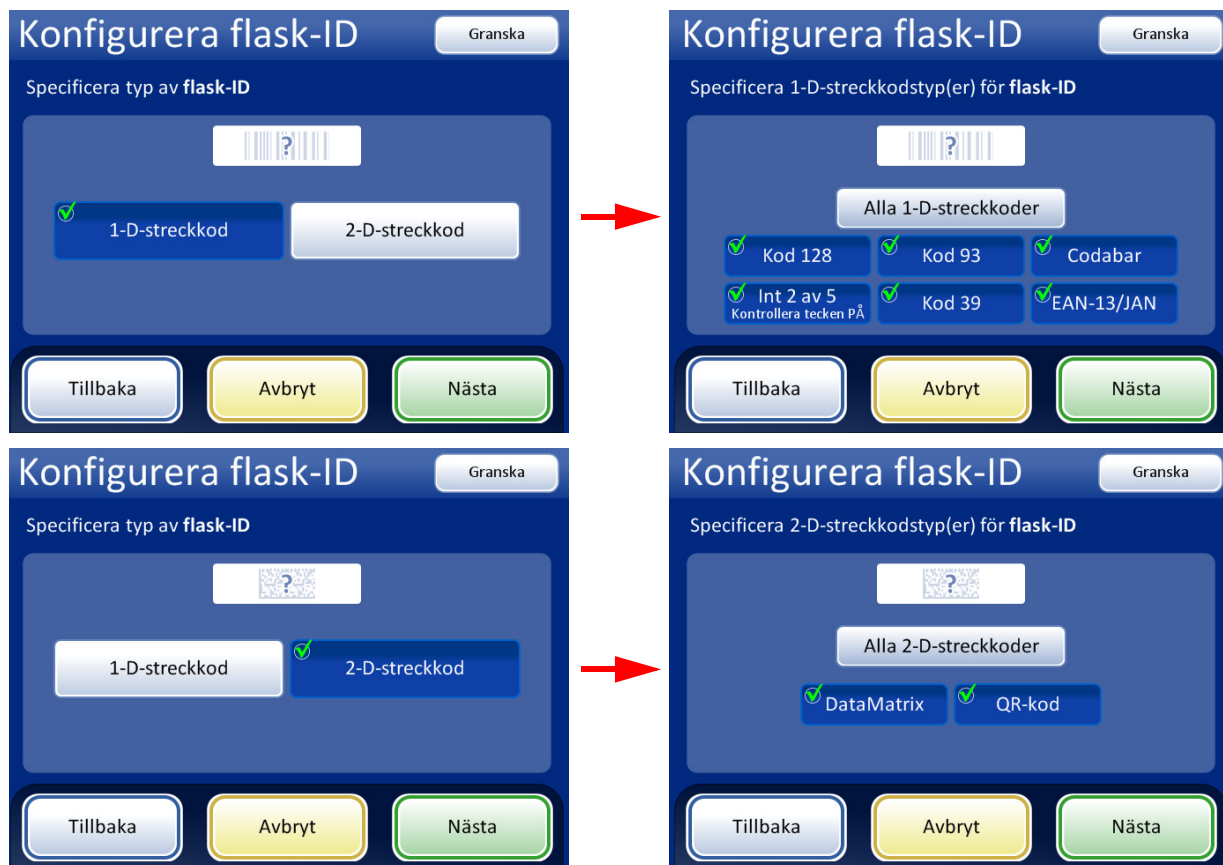 Konfigurera flask-ID
Granska
Specificera typ av flask-ID
?
1-D-streckkod
2-D-streckkod
Tillbaka
Avbryt
Nästa
Konfigurera flask-ID
Granska
Specificera 1-D-streckkodstyp(er) för flask-ID
?
Alla 1-D-streckkoder
Kod 128
Kod 93
Codabar
Int 2 av 5
Kontrollera tecken PÅ
Kod 39
EAN-13/JAN
Tillbaka
Avbryt
Nästa
Konfigurera flask-ID
Granska
Specificera typ av flask-ID
?
1-D-streckkod
2-D-streckkod
Tillbaka
Avbryt
Nästa
Konfigurera flask-ID
Granska
Specificera 2-D-streckkodstyp(er) för flask-ID
?
Alla 2-D-streckkoder
DataMatrix
QR-kod
Tillbaka
Avbryt
Nästa